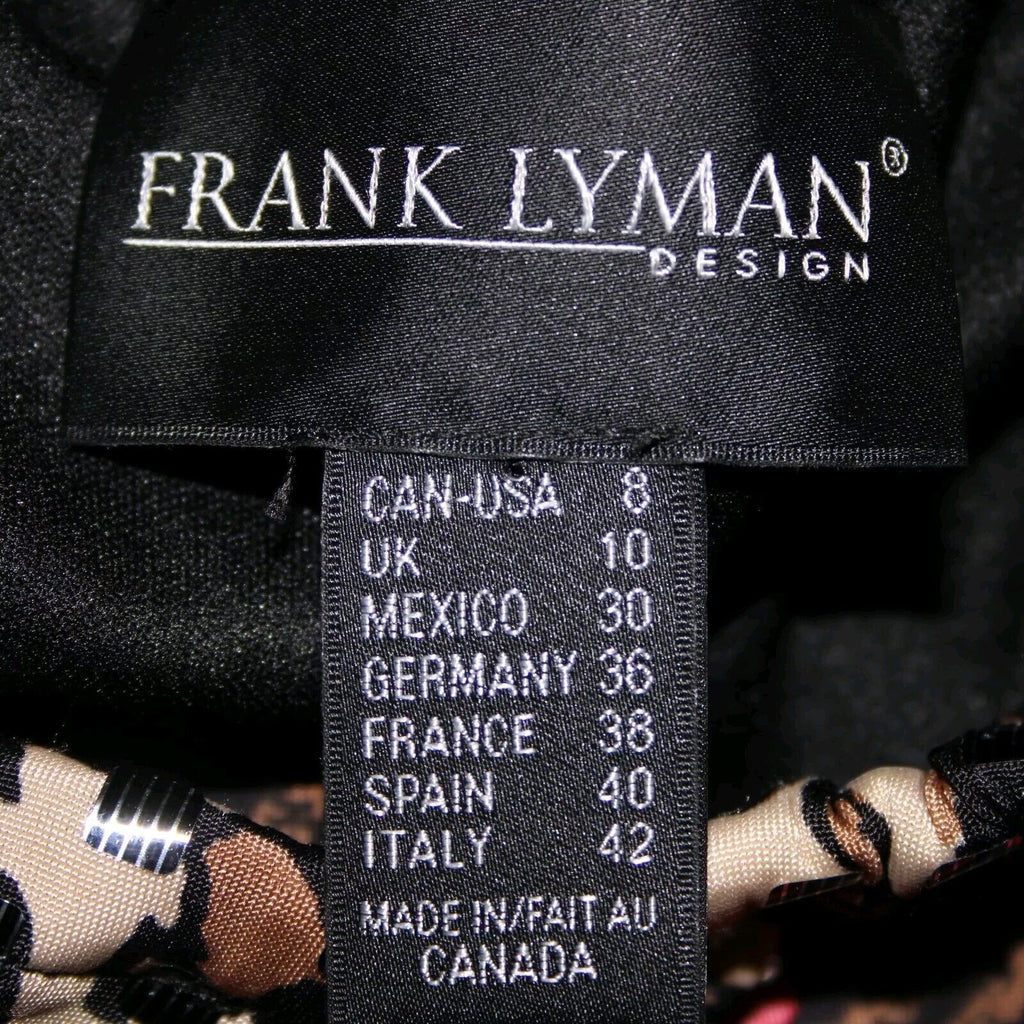 FRANK LYMAN®
DESIGN
CAN-USA 8
UK 10
MEXICO 30
GERMANY 36
FRANCE 38
SPAIN 40
ITALY 42
MADE IN/FAIT AU
CANADA